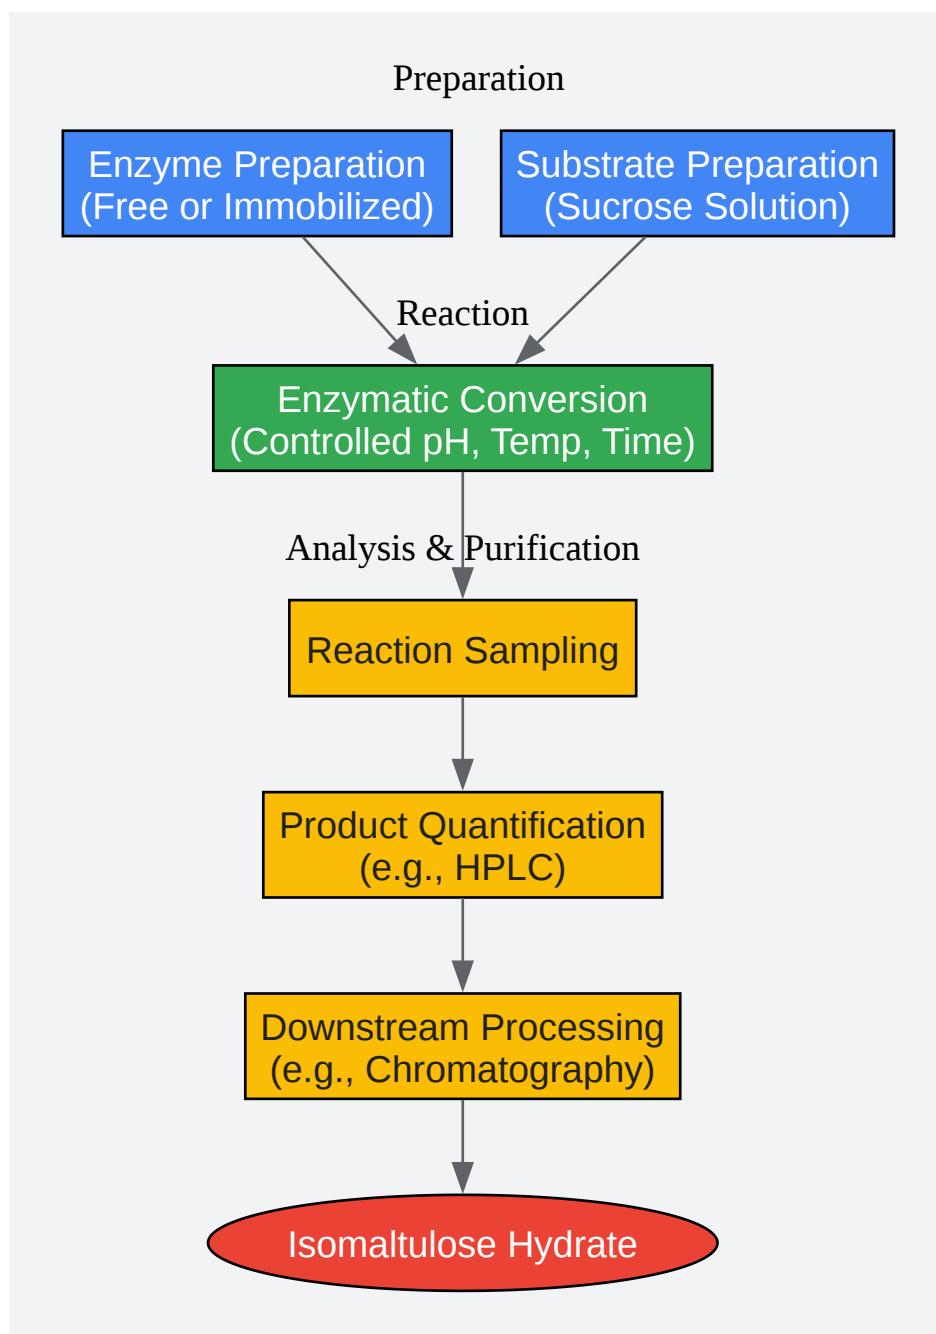 Preparation
Enzyme Preparation
(Free or Immobilized)
Substrate Preparation
(Sucrose Solution)
Reaction
Enzymatic Conversion
(Controlled pH, Temp, Time)
Analysis & Purification
Reaction Sampling
Product Quantification
(e.g., HPLC)
Downstream Processing
(e.g., Chromatography)
Isomaltulose Hydrate